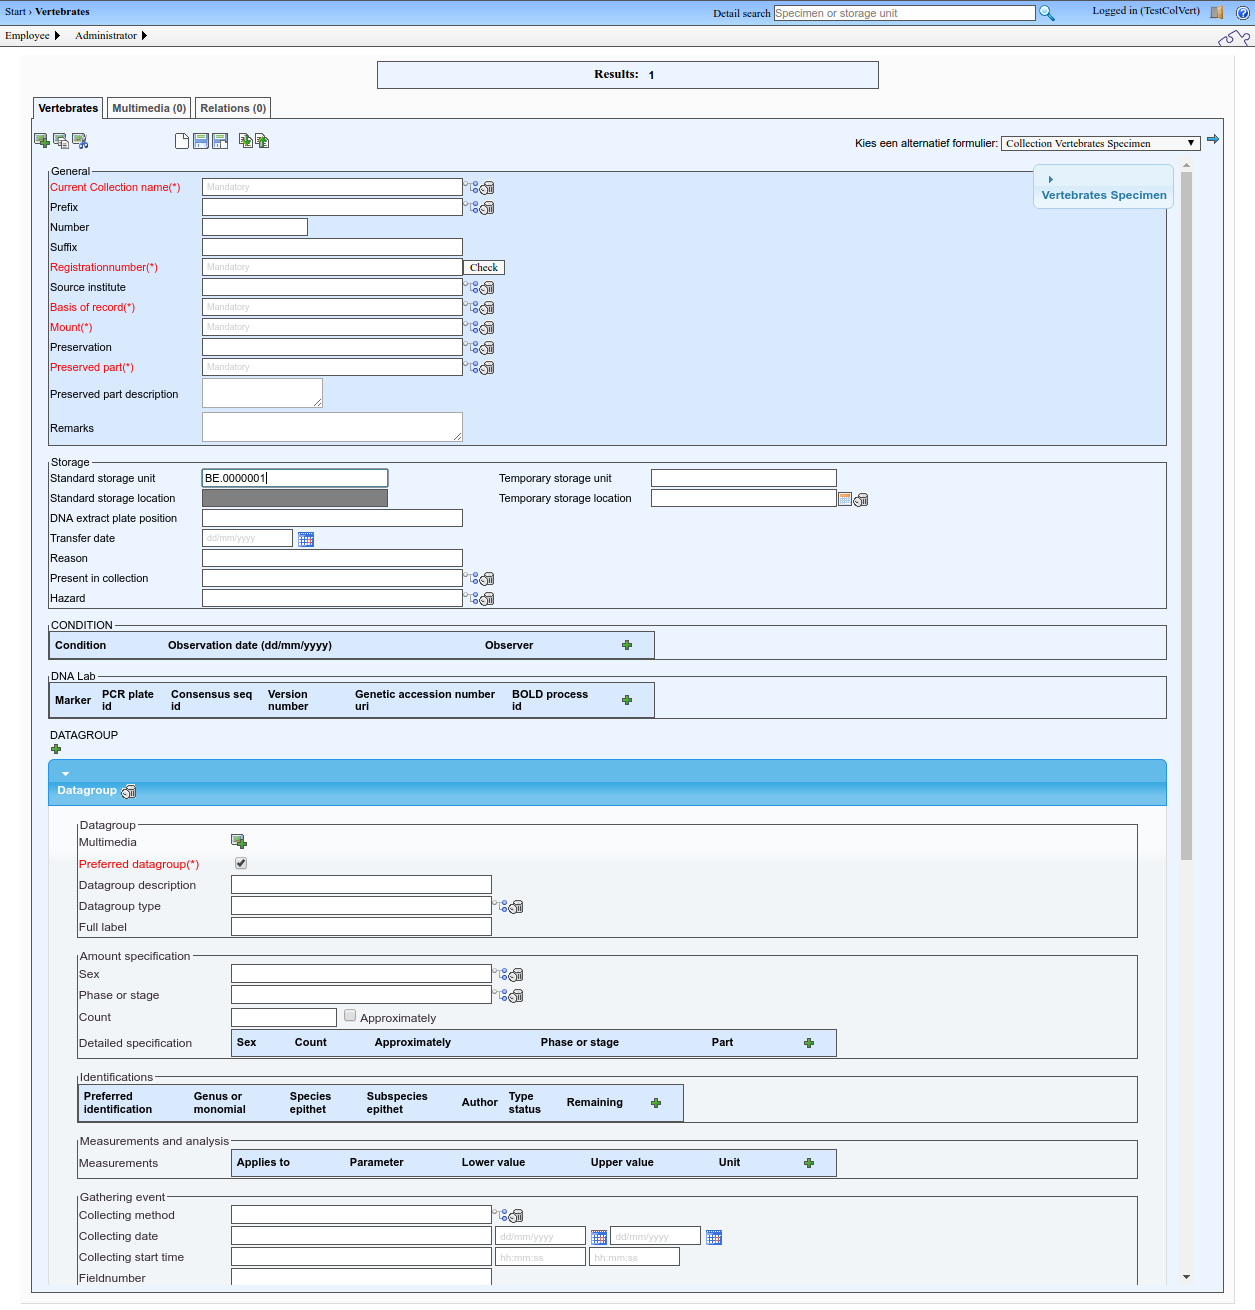 Start › Vertebrates
Detail search Specimen or storage unit
Logged in (TestColVert)
Employee Administrator
Results: 1
Vertebrates Multimedia (0) Relations (0)
Kies een alternatief formulier: Collection Vertebrates Specimen
Vertebrates Specimen
General
Current Collection name(*) Mandatory
Prefix
Number
Suffix
Registrationnumber(*) Mandatory Check
Source institute
Basis of record(*) Mandatory
Mount(*) Mandatory
Preservation
Preserved part(*) Mandatory
Preserved part description
Remarks
Storage
Standard storage unit BE.0000001 Temporary storage unit
Standard storage location Temporary storage location
DNA extract plate position
Transfer date dd/mm/yyyy
Reason
Present in collection
Hazard
CONDITION
Condition Observation date (dd/mm/yyyy) Observer
DNA Lab
Marker PCR plate id Consensus seq id Version number Genetic accession number uri BOLD process id
DATAGROUP
Datagroup
Datagroup
Multimedia
Preferred datagroup(*)
Datagroup description
Datagroup type
Full label
Amount specification
Sex
Phase or stage
Count Approximately
Detailed specification Sex Count Approximately Phase or stage Part
Identifications
Preferred identification Genus or monomial Species epithet Subspecies epithet Author Type status Remaining
Measurements and analysis
Measurements Applies to Parameter Lower value Upper value Unit
Gathering event
Collecting method
Collecting date dd/mm/yyyy dd/mm/yyyy
Collecting start time hh:mm:ss hh:mm:ss
Fieldnumber